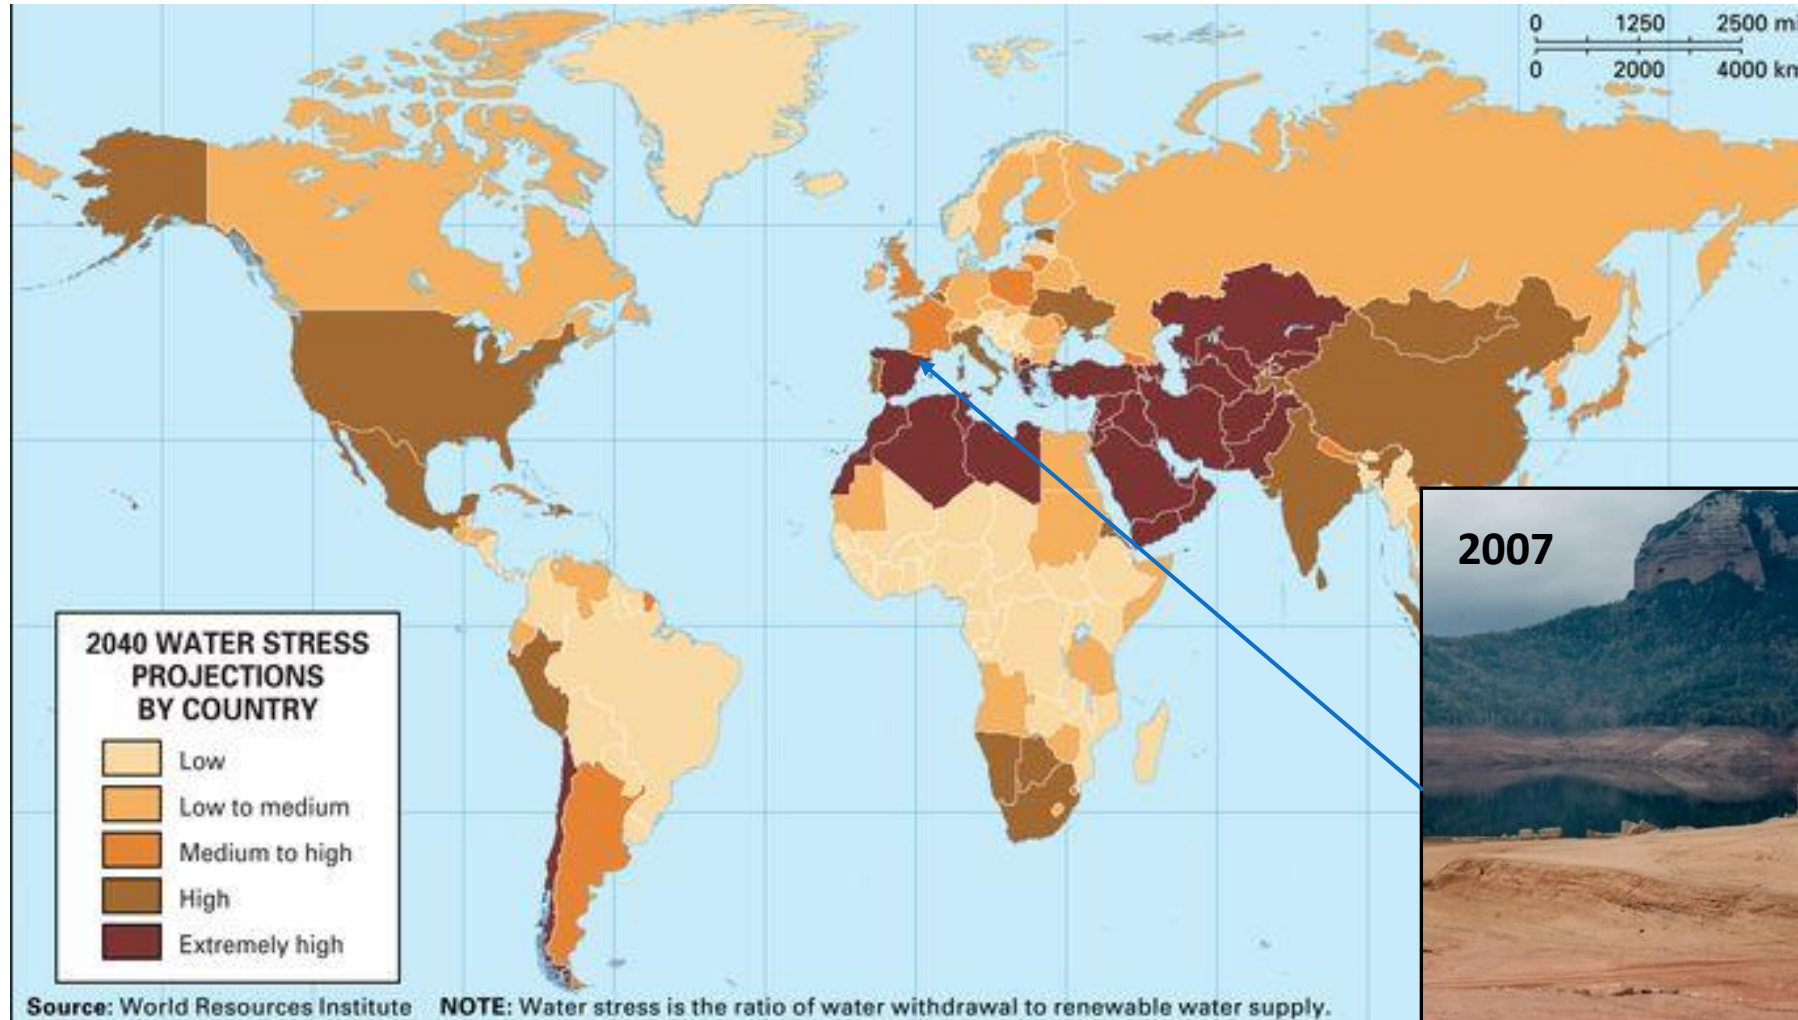 0 1250 2500 mi
0 2000 4000 km
2007
2040 WATER STRESS
PROJECTIONS
BY COUNTRY
Low
Low to medium
Medium to high
High
Extremely high
Source: World Resources Institute NOTE: Water stress is the ratio of water withdrawal to renewable water supply.